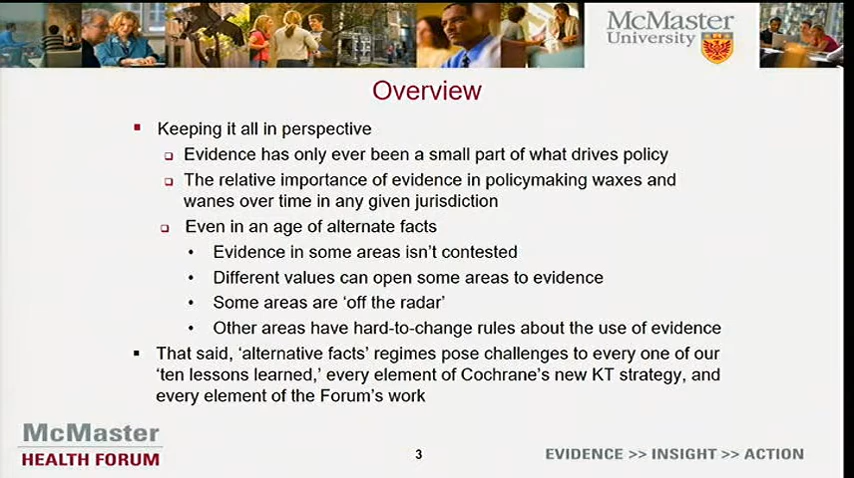 McMaster
University
Overview
Keeping it all in perspective
Evidence has only ever been a small part of what drives policy
The relative importance of evidence in policymaking waxes and
wanes over time in any given jurisdiction
Even in an age of alternate facts
• Evidence in some areas isn't contested
• Different values can open some areas to evidence
• Some areas are 'off the radar'
• Other areas have hard-to-change rules about the use of evidence
That said, 'alternative facts' regimes pose challenges to every one of our
'ten lessons learned,' every element of Cochrane's new KT strategy, and
every element of the Forum's work
McMaster
HEALTH FORUM
3
EVIDENCE >> INSIGHT >> ACTION